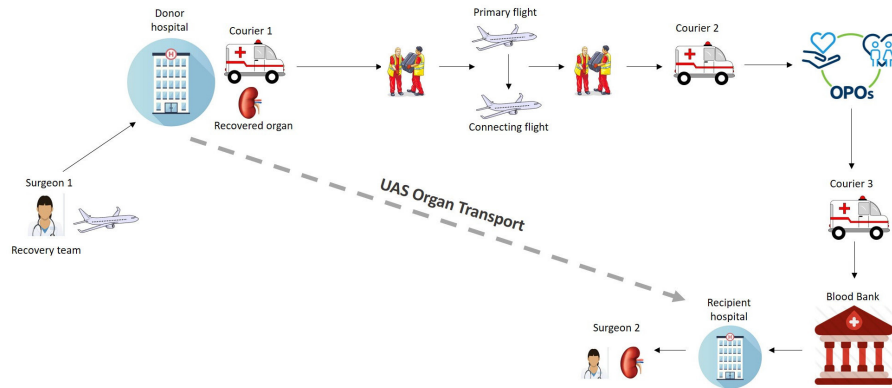 Donor
hospital
Courier 1
Primary flight
Courier 2
H
OPOs
Recovered organ
Connecting flight
Surgeon 1
UAS Organ Transport
Courier 3
Recovery team
Recipient
hospital
Blood Bank
Surgeon 2
H